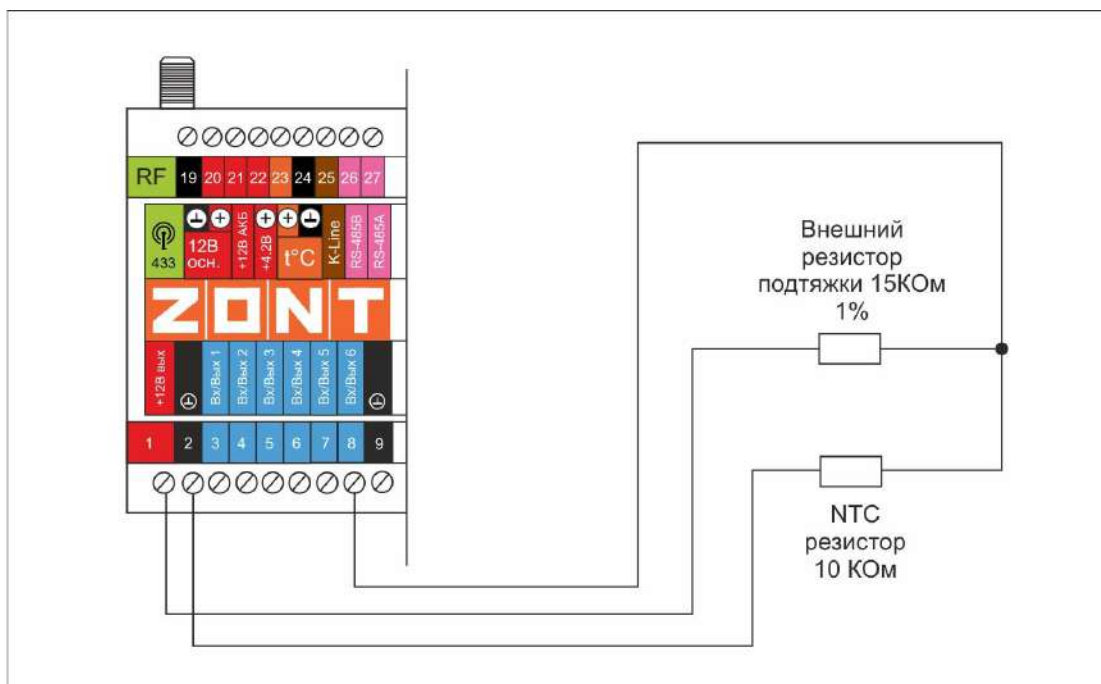 RF 19 20 21 22 23 24 25 26 27
433
12В
осн.
+12В АКБ
+4.2В
t°C
K-Line
RS-485B
RS-485A
ZONT
+12В вых
Вх/Вых 1
Вх/Вых 2
Вх/Вых 3
Вх/Вых 4
Вх/Вых 5
Вх/Вых 6
1 2 3 4 5 6 7 8 9
Внешний
резистор
подтяжки 15КОм
1%
NTC
резистор
10 КОм